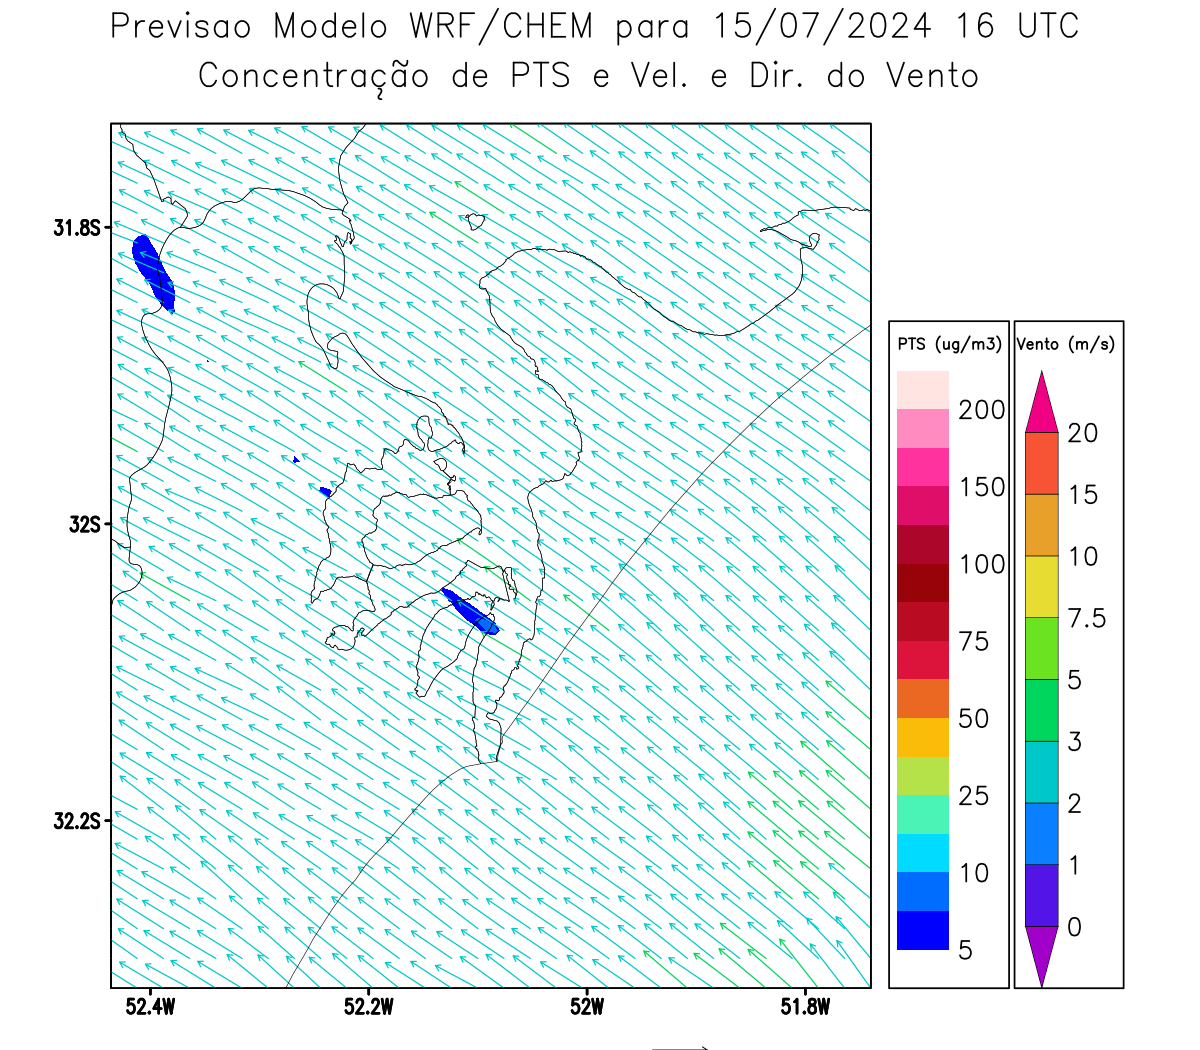 Previsao Modelo WRF/CHEM para 15/07/2024 16 UTC
Concentração de PTS e Vel. e Dir. do Vento
31.8S
32S
32.2S
52.4W 52.2W 52W 51.8W
PTS (ug/m3)
200
150
100
75
50
25
10
5
Vento (m/s)
20
15
10
7.5
5
3
2
1
0